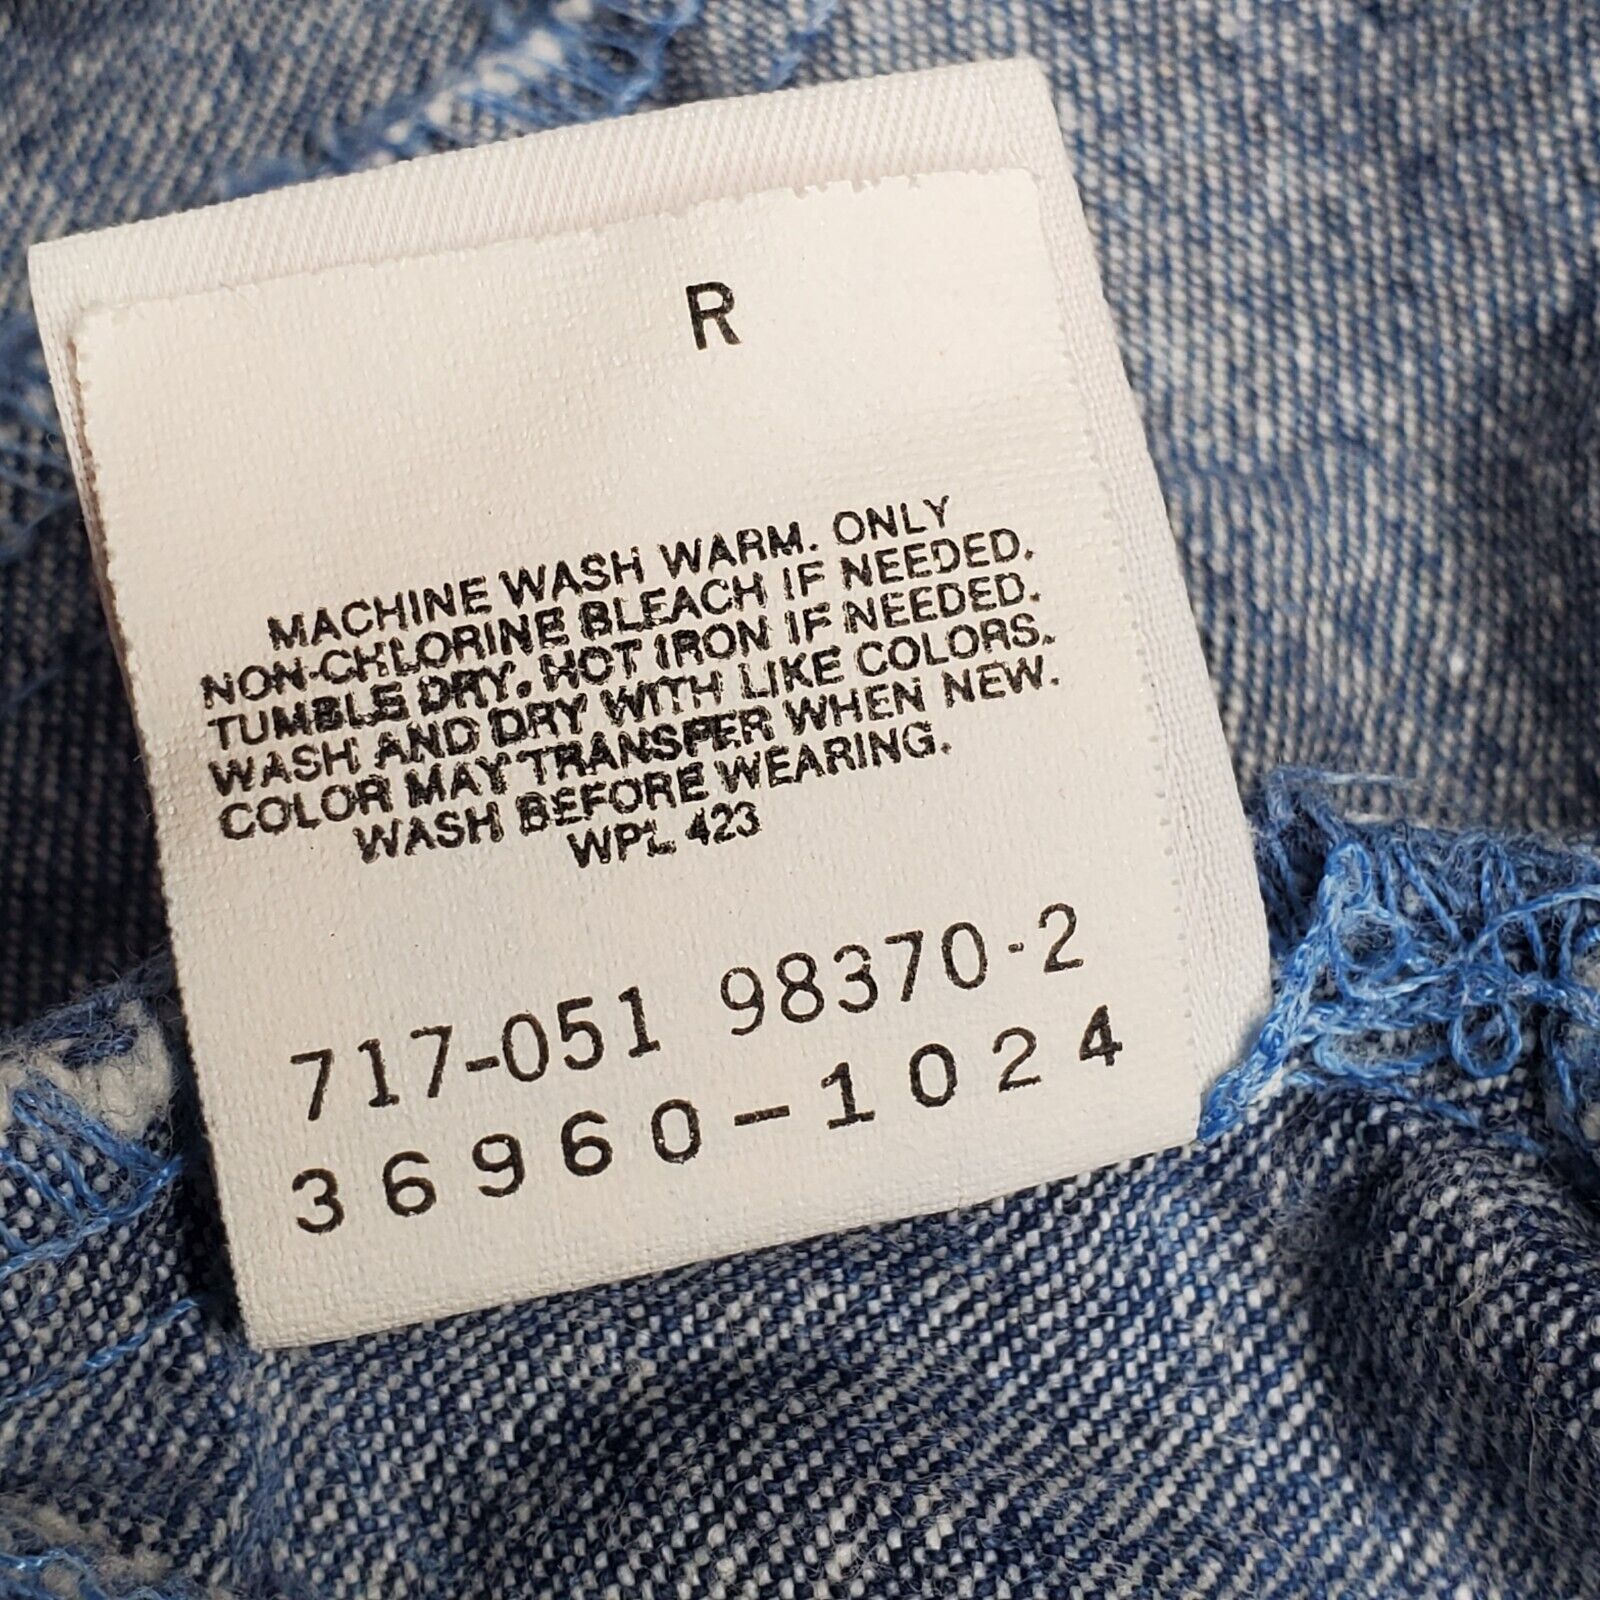 R
MACHINE WASH WARM. ONLY
NON-CHLORINE BLEACH IF NEEDED.
TUMBLE DRY. HOT IRON IF NEEDED.
WASH AND DRY WITH LIKE COLORS.
COLOR MAY TRANSFER WHEN NEW.
WASH BEFORE WEARING.
WPL 423
717-051 98370-2
36960-1024